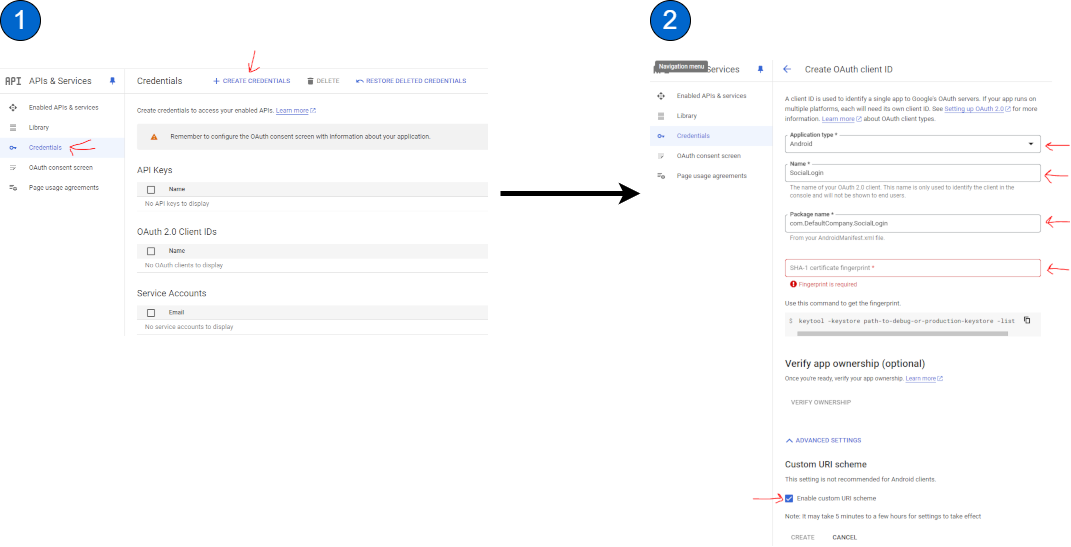 1
API APIs & Services
Enabled APIs & services
Library
Credentials
OAuth consent screen
Page usage agreements
Credentials
+ CREATE CREDENTIALS
DELETE
RESTORE DELETED CREDENTIALS
Create credentials to access your enabled APIs. Learn more
Remember to configure the OAuth consent screen with information about your application.
API Keys
Name
No API keys to display
OAuth 2.0 Client IDs
Name
No OAuth clients to display
Service Accounts
Email
No service accounts to display
2
Navigation menu
Services
Enabled APIs & services
Library
Credentials
OAuth consent screen
Page usage agreements
Create OAuth client ID
A client ID is used to identify a single app to Google's OAuth servers. If your app runs on
multiple platforms, each will need its own client ID. See Setting up OAuth 2.0 for more
information. Learn more about OAuth client types.
Application type *
Android
Name *
SocialLogin
The name of your OAuth 2.0 client. This name is only used to identify the client in the
console and will not be shown to end users.
Package name *
com.DefaultCompany.SocialLogin
From your AndroidManifest.xml file.
SHA-1 certificate fingerprint *
Fingerprint is required
Use this command to get the fingerprint.
$ keytool -keystore path-to-debug-or-production-keystore -list
Verify app ownership (optional)
Once you're ready, verify your app ownership. Learn more
VERIFY OWNERSHIP
ADVANCED SETTINGS
Custom URI scheme
This setting is not recommended for Android clients.
Enable custom URI scheme
Note: It may take 5 minutes to a few hours for settings to take effect
CREATE
CANCEL